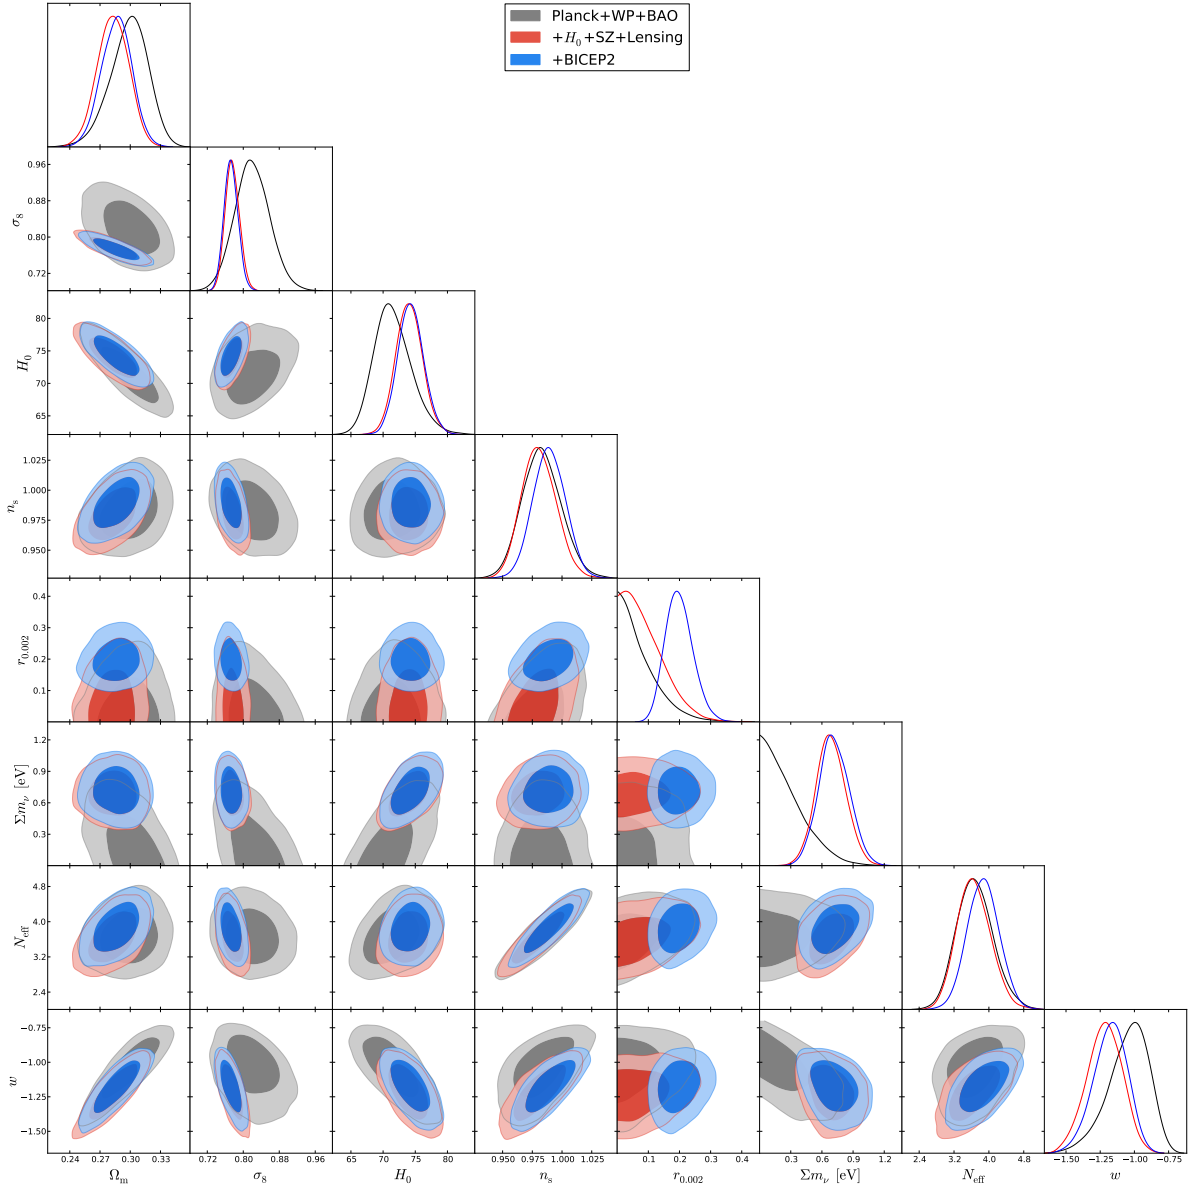 Planck+WP+BAO
+H₀+SZ+Lensing
+BICEP2
0.96
0.88
0.80
0.72
σ₈
80
75
70
65
H₀
1.025
1.000
0.975
0.950
nₛ
0.4
0.3
0.2
0.1
r₀.₀₀₂
1.2
0.9
0.6
0.3
Σmᵥ [eV]
4.8
4.0
3.2
2.4
N_eff
−0.75
−1.00
−1.25
−1.50
w
0.24 0.27 0.30 0.33 0.72 0.80 0.88 0.96 65 70 75 80 0.950 0.975 1.000 1.025 0.1 0.2 0.3 0.4 0.3 0.6 0.9 1.2 2.4 3.2 4.0 4.8 −1.50 −1.25 −1.00 −0.75
Ωₘ σ₈ H₀ nₛ r₀.₀₀₂ Σmᵥ [eV] N_eff w